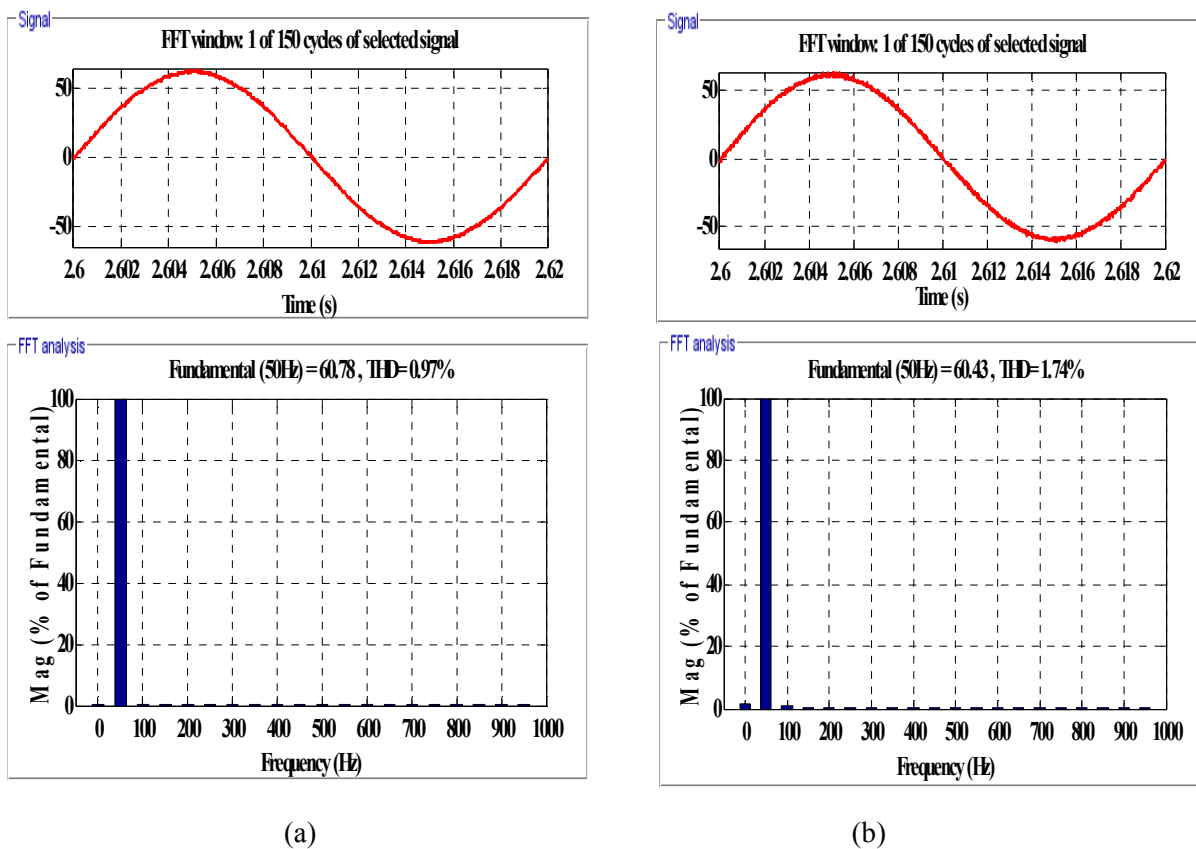 Signal
FFT window: 1 of 150 cycles of selected signal
50
0
-50
2.6 2.602 2.604 2.606 2.608 2.61 2.612 2.614 2.616 2.618 2.62
Time (s)
FFT analysis
Fundamental (50Hz) = 60.78 , THD= 0.97%
Mag (% of Fundamental)
100
80
60
40
20
0
0 100 200 300 400 500 600 700 800 900 1000
Frequency (Hz)
(a)
Signal
FFT window: 1 of 150 cycles of selected signal
50
0
-50
2.6 2.602 2.604 2.606 2.608 2.61 2.612 2.614 2.616 2.618 2.62
Time (s)
FFT analysis
Fundamental (50Hz) = 60.43 , THD= 1.74%
Mag (% of Fundamental)
100
80
60
40
20
0
0 100 200 300 400 500 600 700 800 900 1000
Frequency (Hz)
(b)